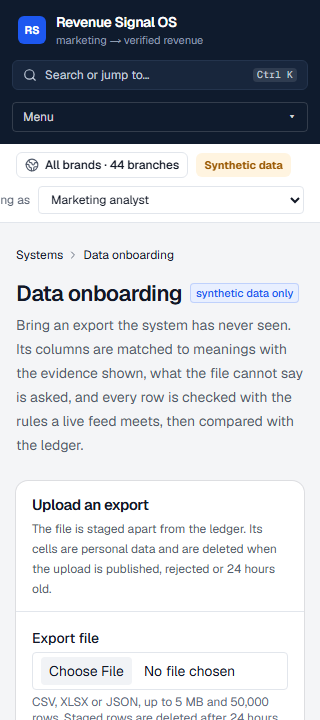 RS
Revenue Signal OS
marketing → verified revenue
Search or jump to…
Ctrl K
Menu
All brands · 44 branches
Synthetic data
ng as
Marketing analyst
Systems > Data onboarding
Data onboarding
synthetic data only
Bring an export the system has never seen.
Its columns are matched to meanings with
the evidence shown, what the file cannot say
is asked, and every row is checked with the
rules a live feed meets, then compared with
the ledger.
Upload an export
The file is staged apart from the ledger. Its
cells are personal data and are deleted when
the upload is published, rejected or 24 hours
old.
Export file
Choose File No file chosen
CSV, XLSX or JSON, up to 5 MB and 50,000
rows. Staged rows are deleted after 24 hours